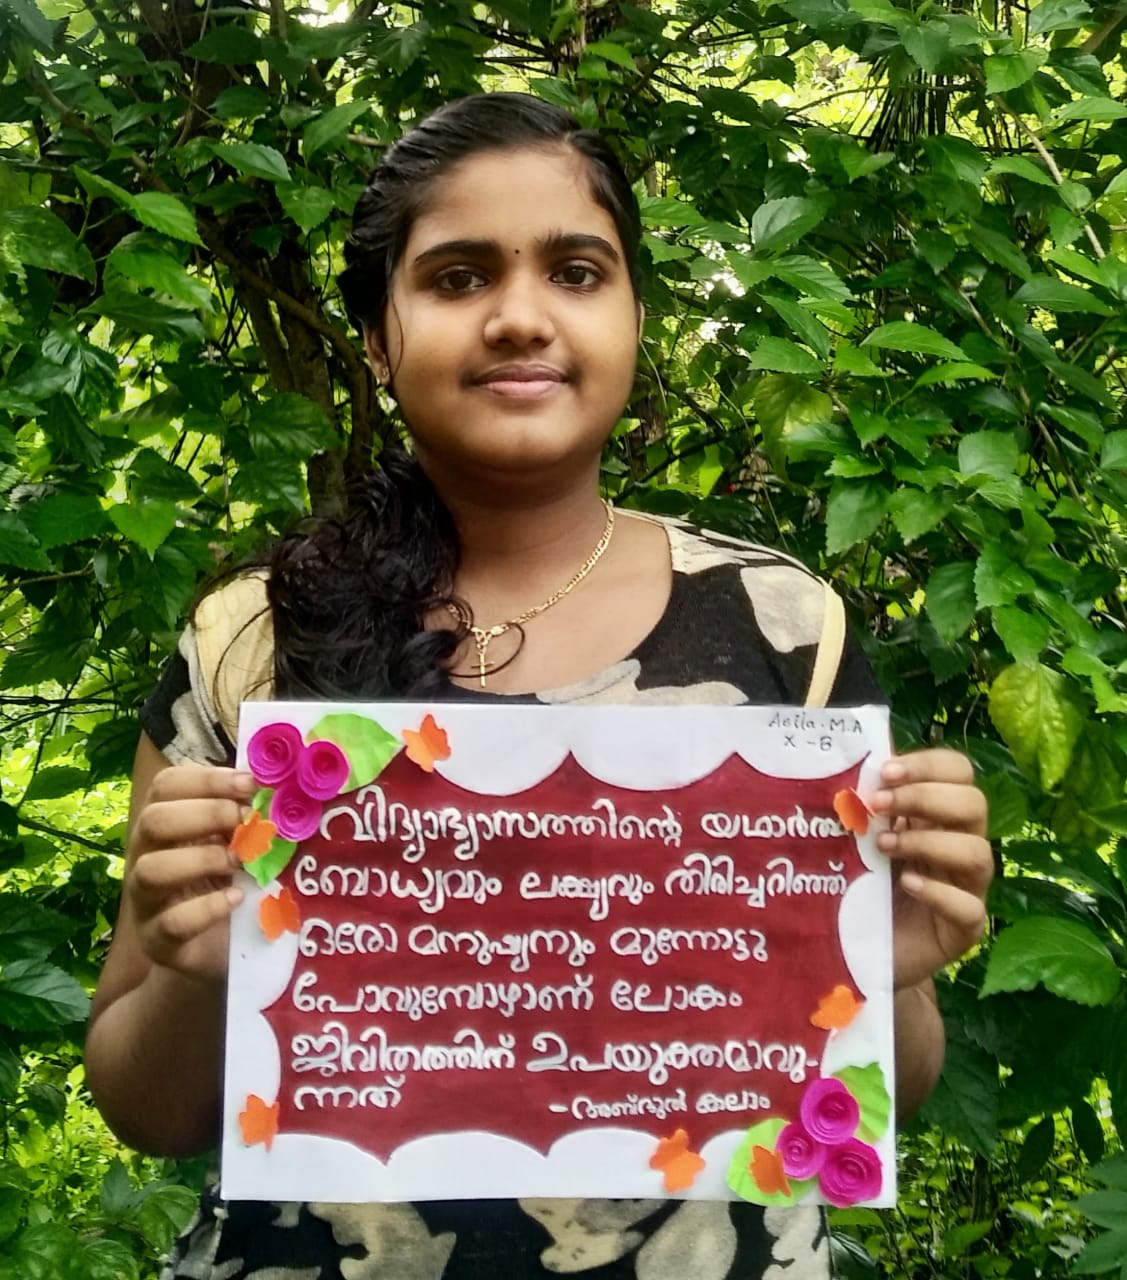 Asila.M.A
X - B
വിദ്യാഭ്യാസത്തിന്റെ യഥാർത്ഥ
ബോധ്യവും ലക്ഷ്യവും തിരിച്ചറിഞ്ഞ്
ഒരോ മനുഷ്യനും മുന്നോട്ടു
പോവുമ്പോഴാണ് ലോകം
ജീവിതത്തിന് ഉപയുക്തമാവു-
ന്നത്
-അബ്ദുൽ കലാം